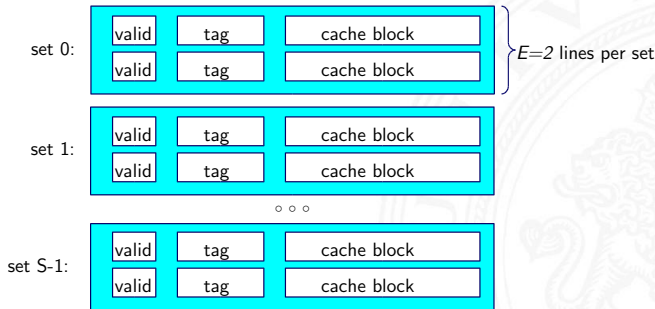 set 0:
valid tag cache block
valid tag cache block
E=2 lines per set
set 1:
valid tag cache block
valid tag cache block
○ ○ ○
set S-1:
valid tag cache block
valid tag cache block